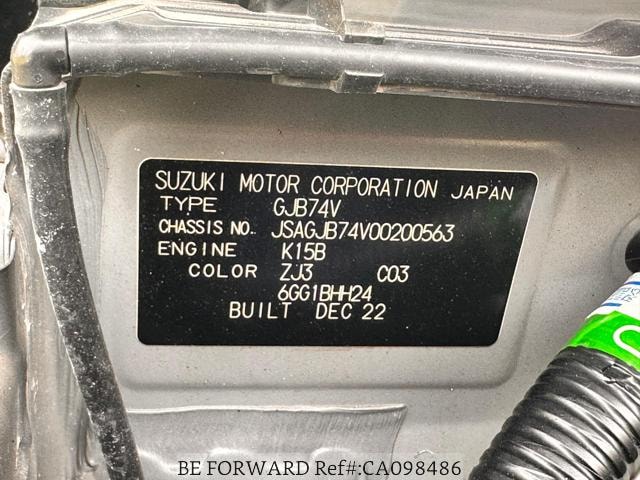 SUZUKI MOTOR CORPORATION JAPAN
TYPE GJB74V
CHASSIS NO. JSAGJB74V00200563
ENGINE K15B
COLOR ZJ3 C03
6GG1BHH24
BUILT DEC 22
BE FORWARD Ref#:CA098486